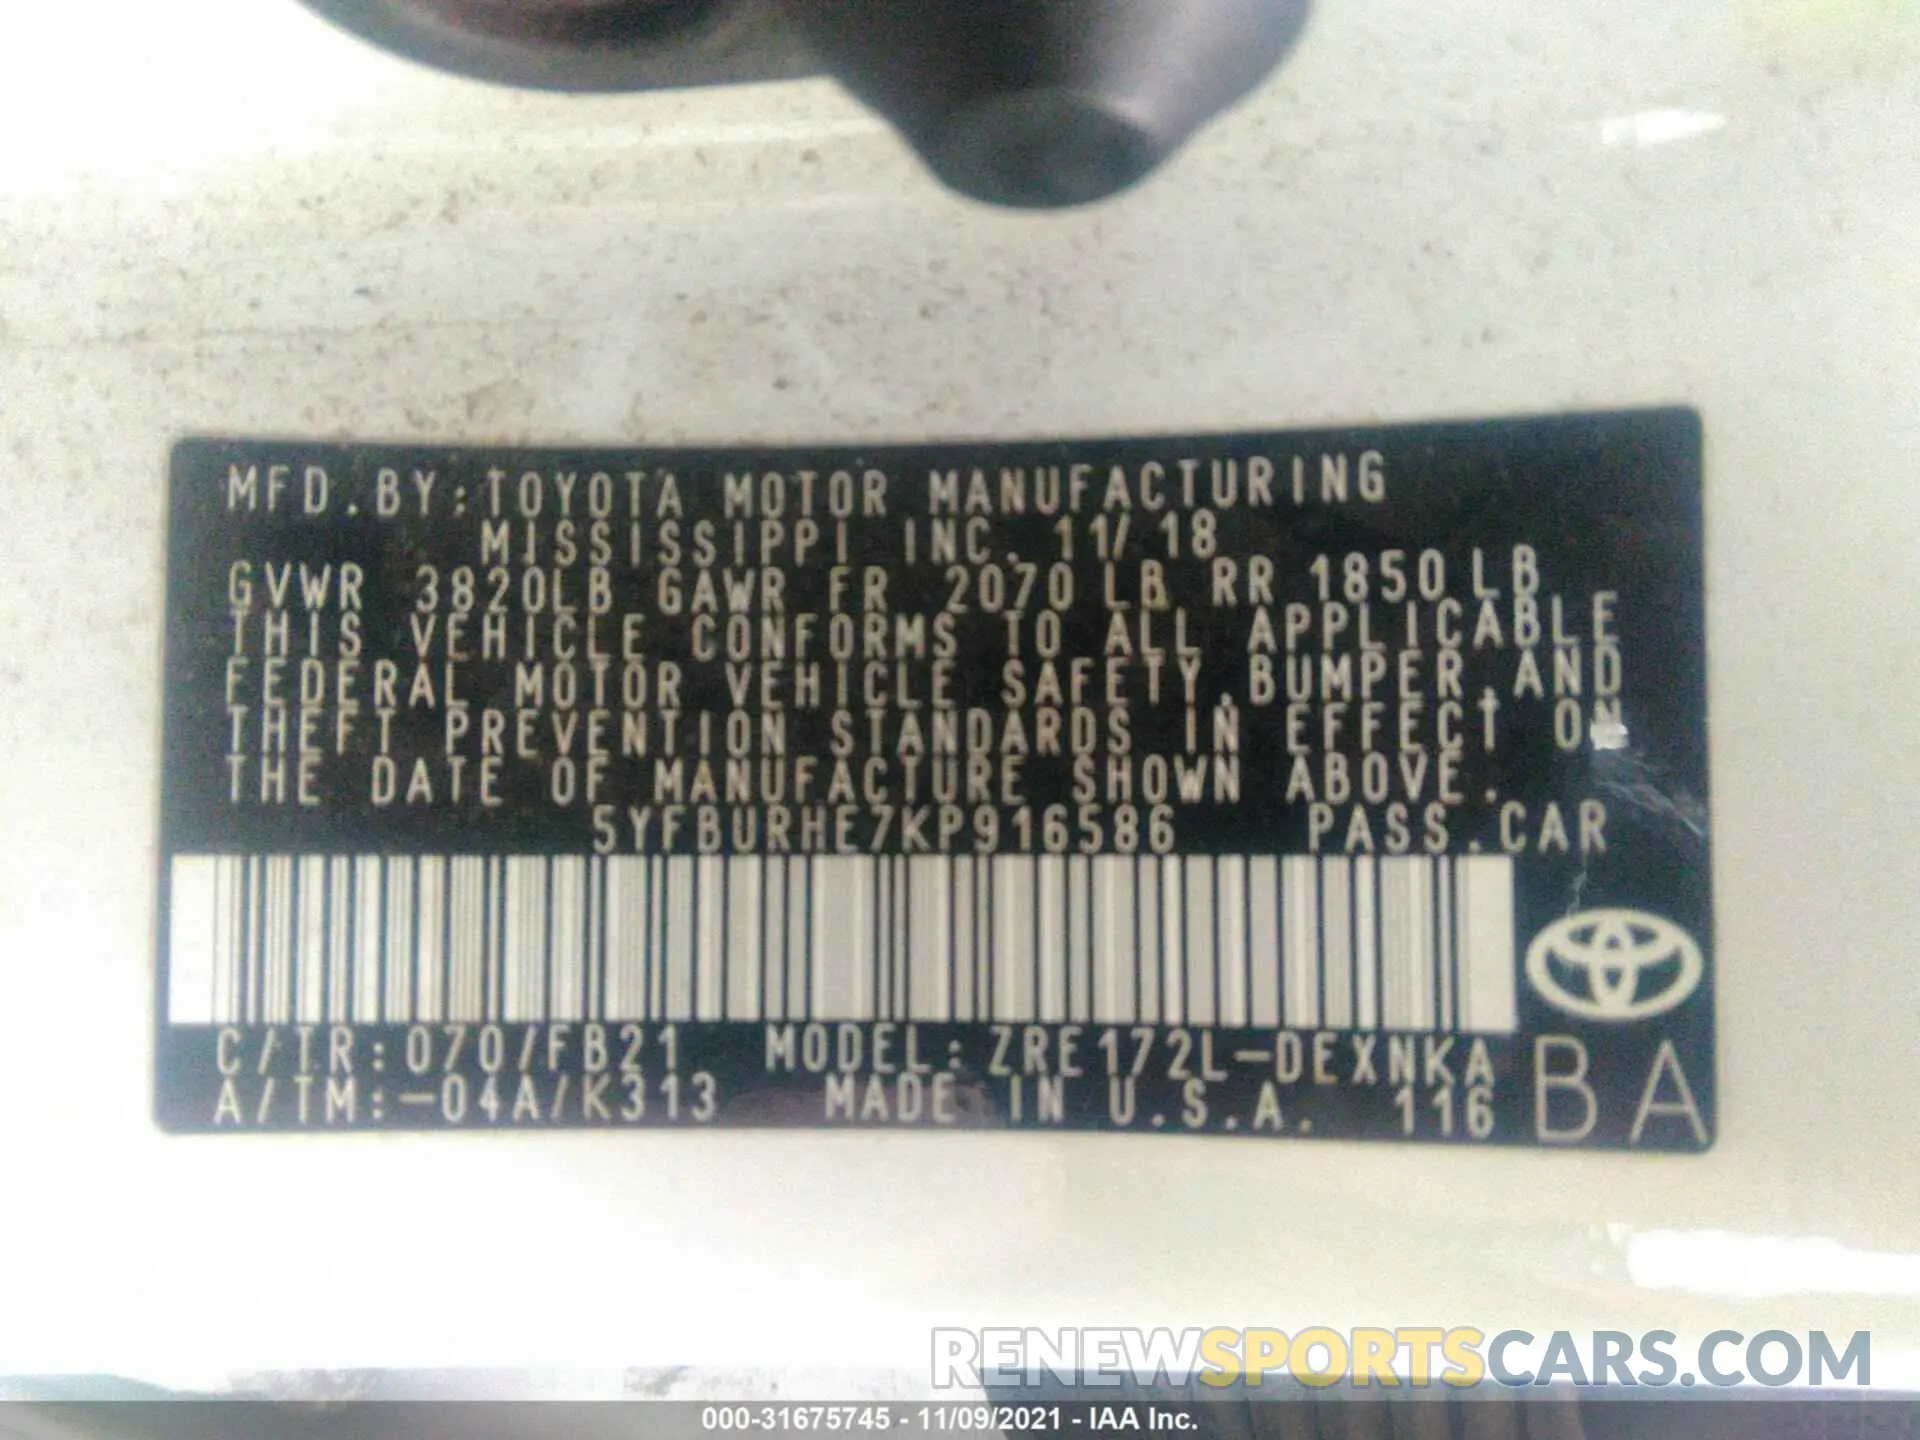 MFD.BY:TOYOTA MOTOR MANUFACTURING
MISSISSIPPI INC. 11/18
GVWR 3820LB GAWR FR 2070LB RR 1850LB
THIS VEHICLE CONFORMS TO ALL APPLICABLE
FEDERAL MOTOR VEHICLE SAFETY,BUMPER,AND
THEFT PREVENTION STANDARDS IN EFFECT ON
THE DATE OF MANUFACTURE SHOWN ABOVE.
5YFBURHE7KP916586 PASS.CAR
C/TR:070/FB21 MODEL:ZRE172L-DEXNKA
A/TM:-04A/K313 MADE IN U.S.A. 116
BA
RENEWSPORTSCARS.COM
000-31675745 - 11/09/2021 - IAA Inc.